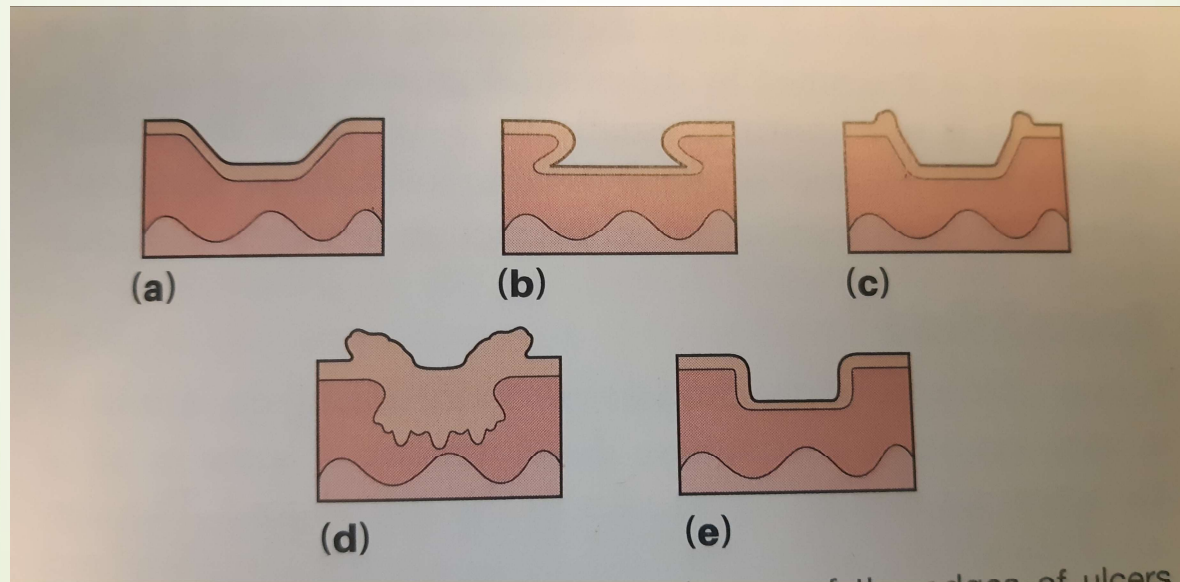 (a)
(b)
(c)
(d)
(e)
of the edges of ulcers